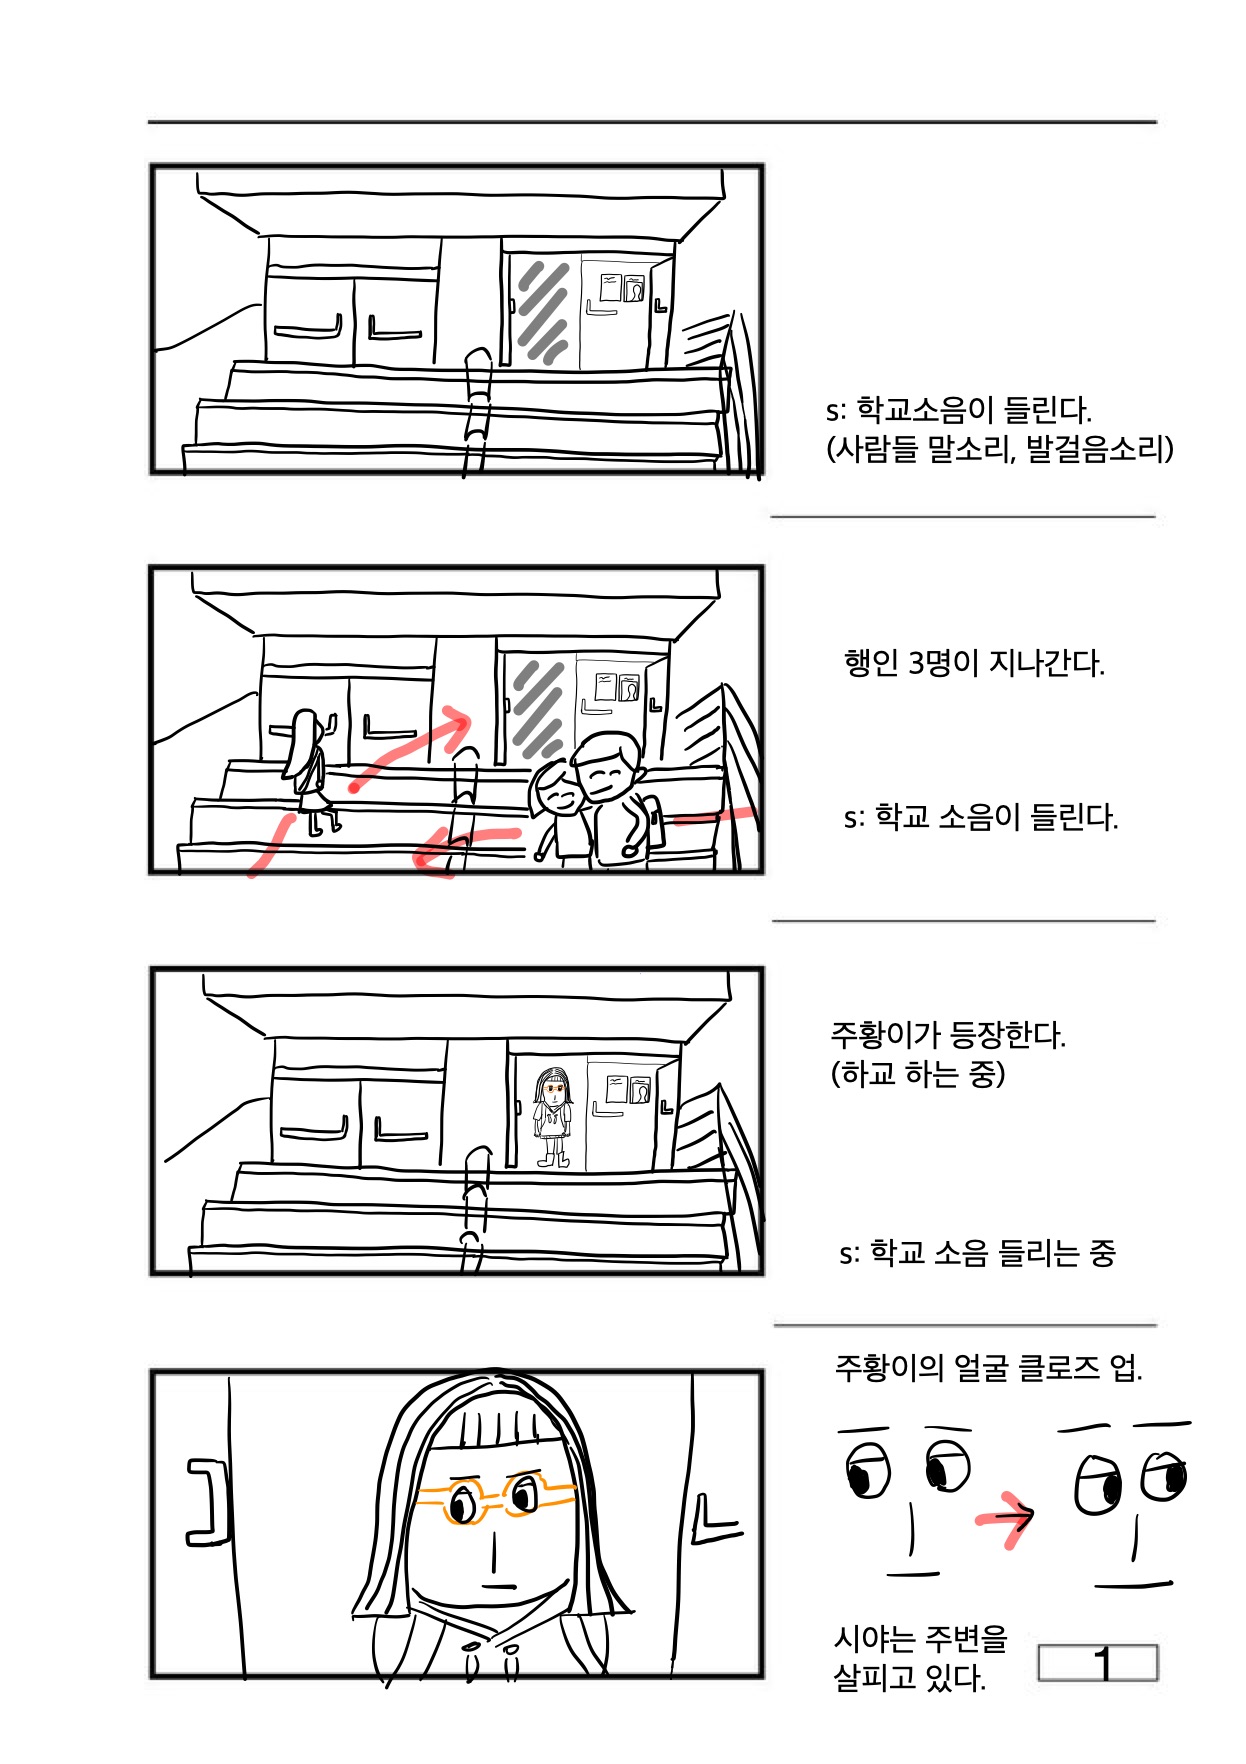 s: 학교소음이 들린다.
(사람들 말소리, 발걸음소리)
행인 3명이 지나간다.
s: 학교 소음이 들린다.
주황이가 등장한다.
(하교 하는 중)
s: 학교 소음 들리는 중
주황이의 얼굴 클로즈 업.
시야는 주변을
살피고 있다.
1